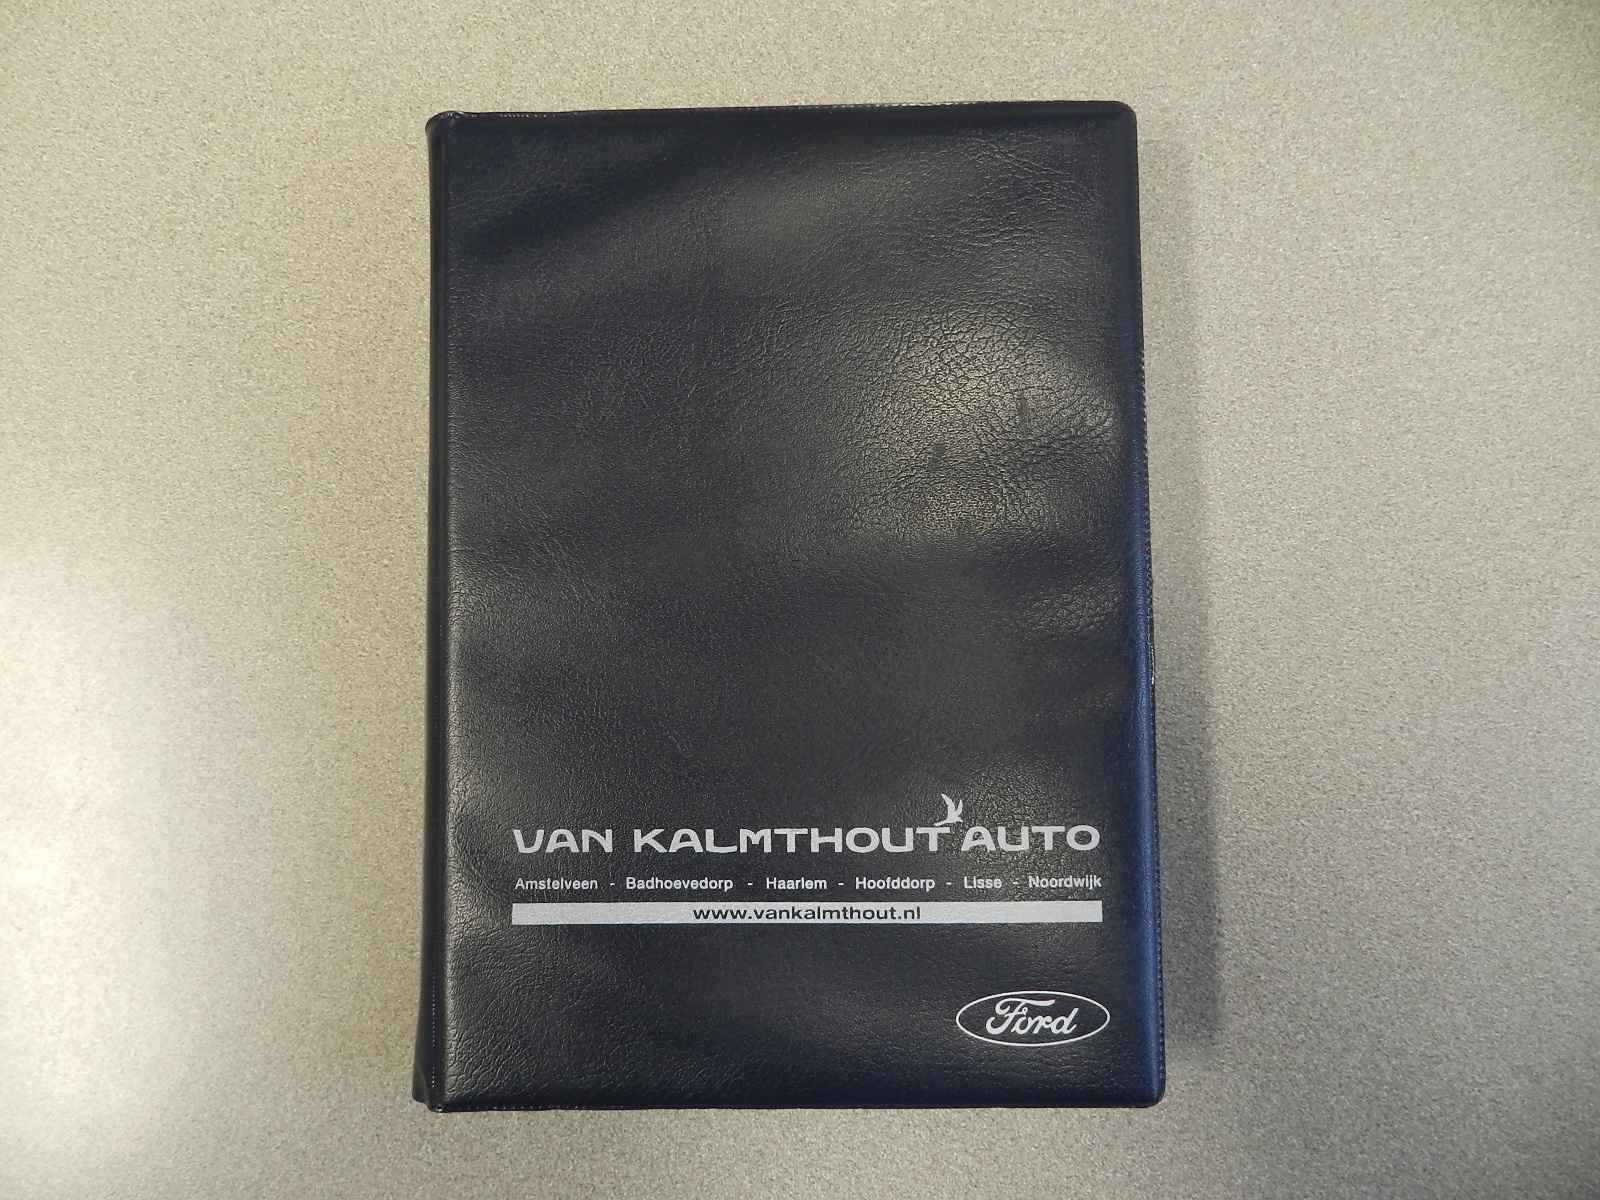 VAN KALMTHOUT AUTO
Amstelveen - Badhoevedorp - Haarlem - Hoofddorp - Lisse - Noordwijk
www.vankalmthout.nl
Ford